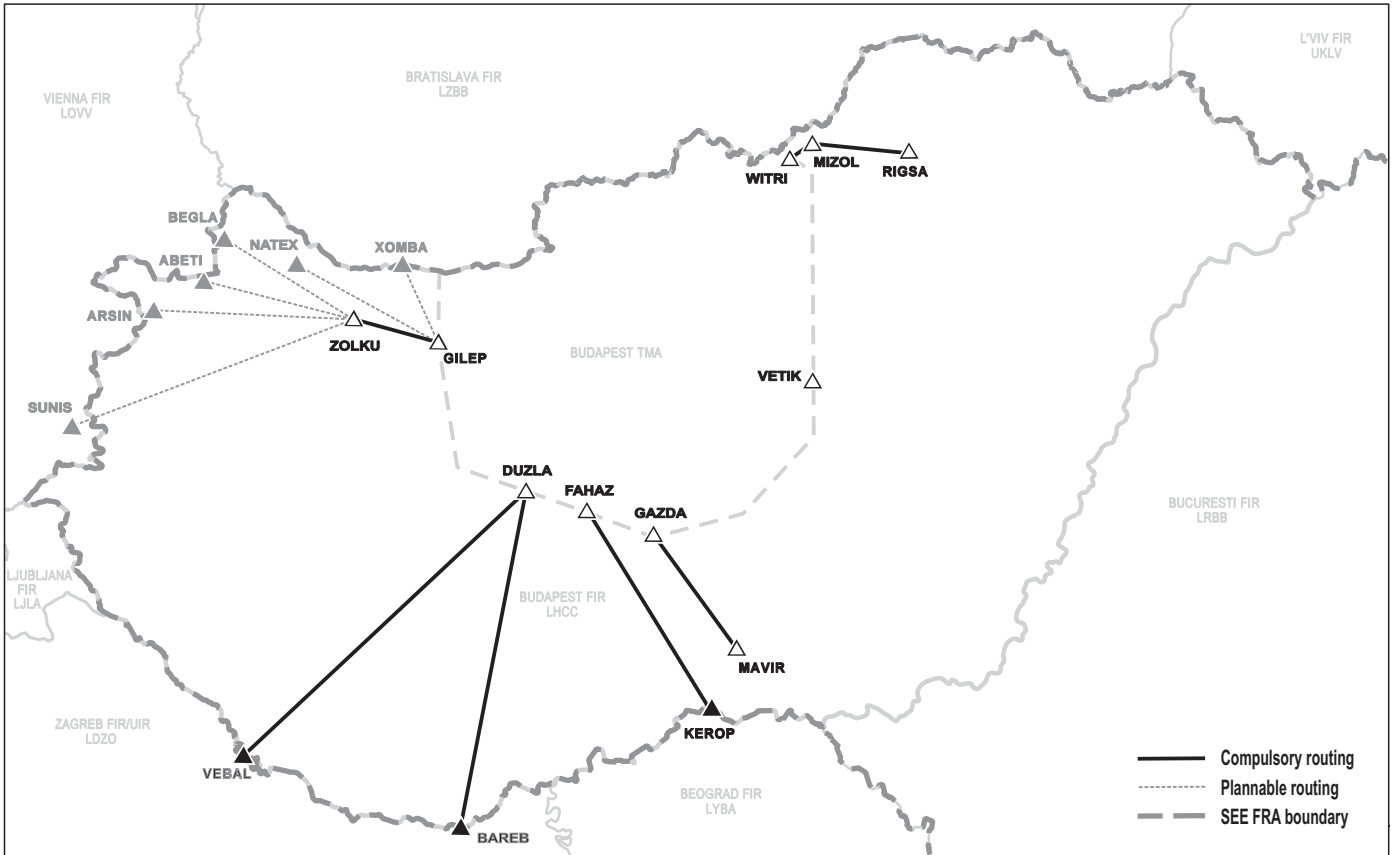 L'VIV FIR
UKLV
BRATISLAVA FIR
LZBB
VIENNA FIR
LOVV
MIZOL
WITRI
RIGSA
BEGLA
NATEX
XOMBA
ABETI
ARSIN
ZOLKU
GILEP
BUDAPEST TMA
VETIK
SUNIS
DUZLA
FAHAZ
GAZDA
BUCURESTI FIR
LRBB
LJUBLJANA
FIR
LJLA
BUDAPEST FIR
LHCC
MAVIR
ZAGREB FIR/UIR
LDZO
KEROP
VEBAL
BEOGRAD FIR
LYBA
BAREB
Compulsory routing
Plannable routing
SEE FRA boundary